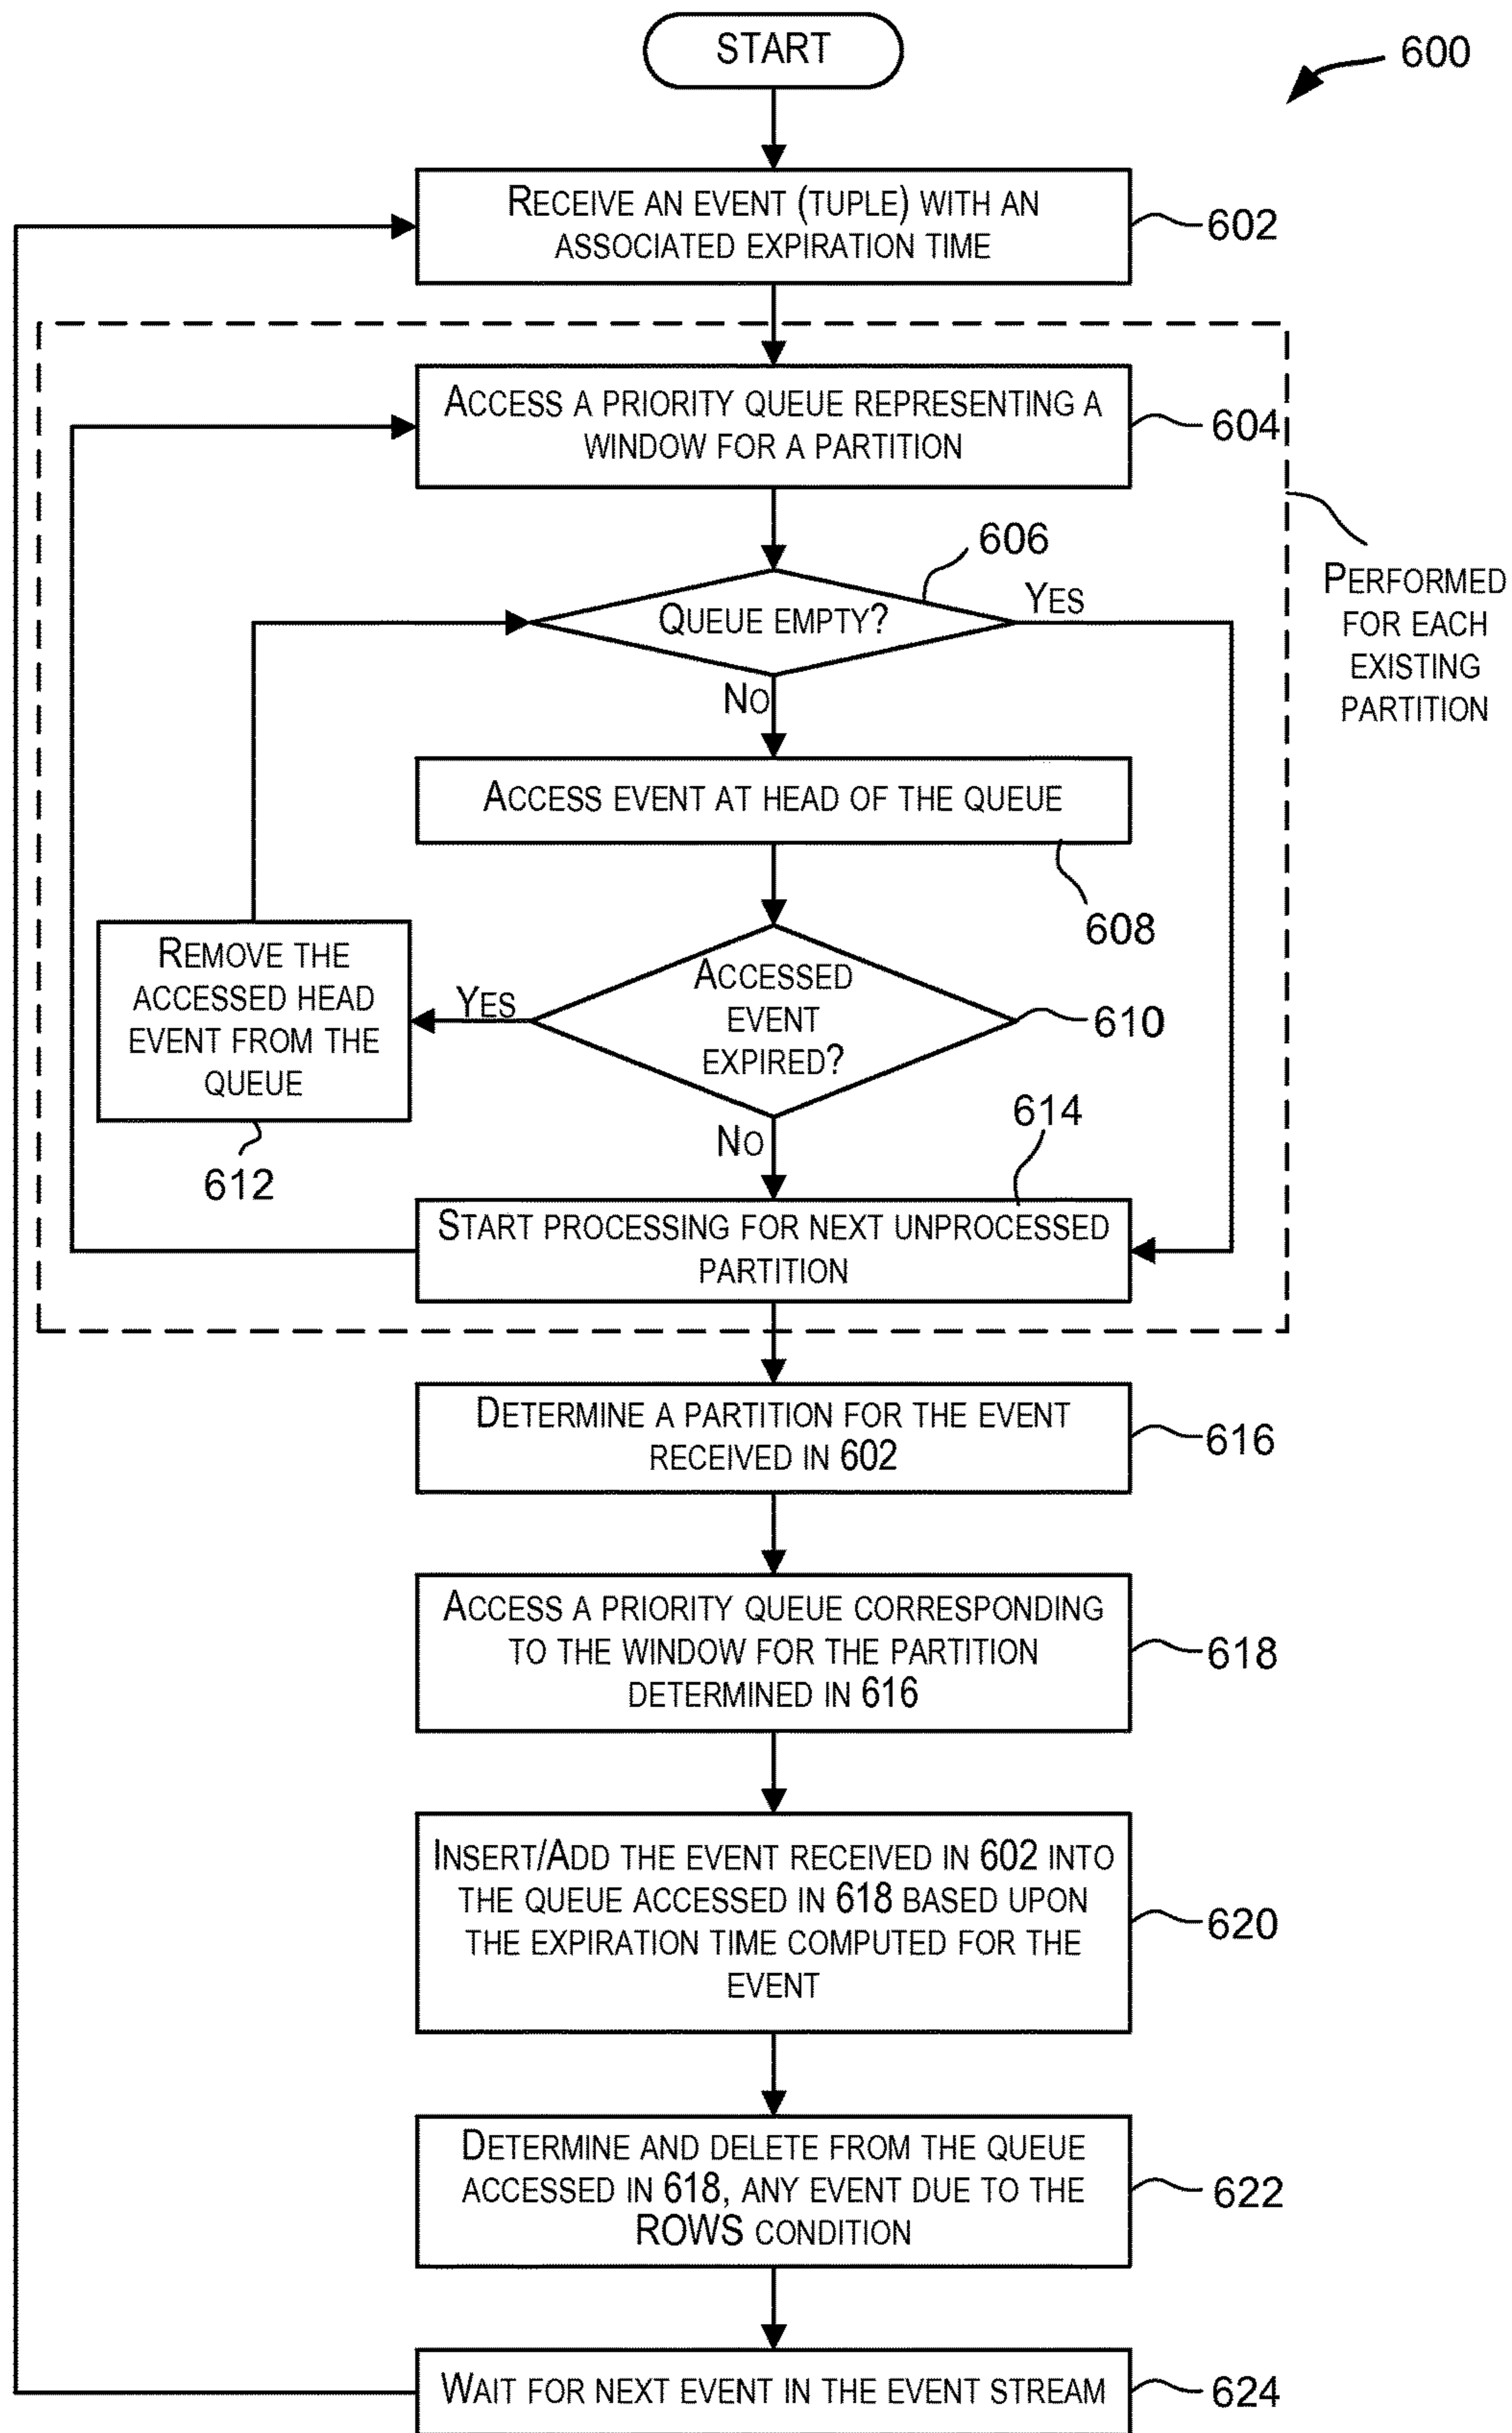 START
600
RECEIVE AN EVENT (TUPLE) WITH AN
ASSOCIATED EXPIRATION TIME
602
ACCESS A PRIORITY QUEUE REPRESENTING A
WINDOW FOR A PARTITION
604
606
QUEUE EMPTY?
YES
PERFORMED
FOR EACH
EXISTING
PARTITION
NO
ACCESS EVENT AT HEAD OF THE QUEUE
608
REMOVE THE
ACCESSED HEAD
EVENT FROM THE
QUEUE
612
YES
ACCESSED
EVENT
EXPIRED?
610
NO
614
START PROCESSING FOR NEXT UNPROCESSED
PARTITION
DETERMINE A PARTITION FOR THE EVENT
RECEIVED IN 602
616
ACCESS A PRIORITY QUEUE CORRESPONDING
TO THE WINDOW FOR THE PARTITION
DETERMINED IN 616
618
INSERT/ADD THE EVENT RECEIVED IN 602 INTO
THE QUEUE ACCESSED IN 618 BASED UPON
THE EXPIRATION TIME COMPUTED FOR THE
EVENT
620
DETERMINE AND DELETE FROM THE QUEUE
ACCESSED IN 618, ANY EVENT DUE TO THE
ROWS CONDITION
622
WAIT FOR NEXT EVENT IN THE EVENT STREAM
624